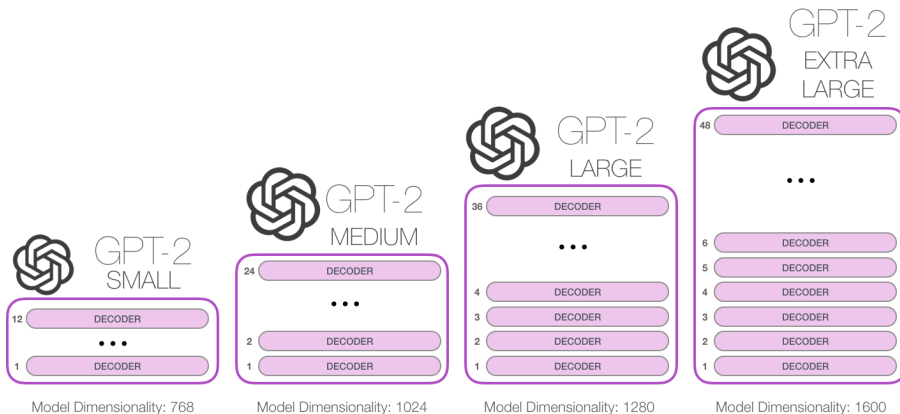 GPT-2
SMALL
12 DECODER
•••
1 DECODER
Model Dimensionality: 768
GPT-2
MEDIUM
24 DECODER
•••
2 DECODER
1 DECODER
Model Dimensionality: 1024
GPT-2
LARGE
36 DECODER
•••
4 DECODER
3 DECODER
2 DECODER
1 DECODER
Model Dimensionality: 1280
GPT-2
EXTRA
LARGE
48 DECODER
•••
6 DECODER
5 DECODER
4 DECODER
3 DECODER
2 DECODER
1 DECODER
Model Dimensionality: 1600